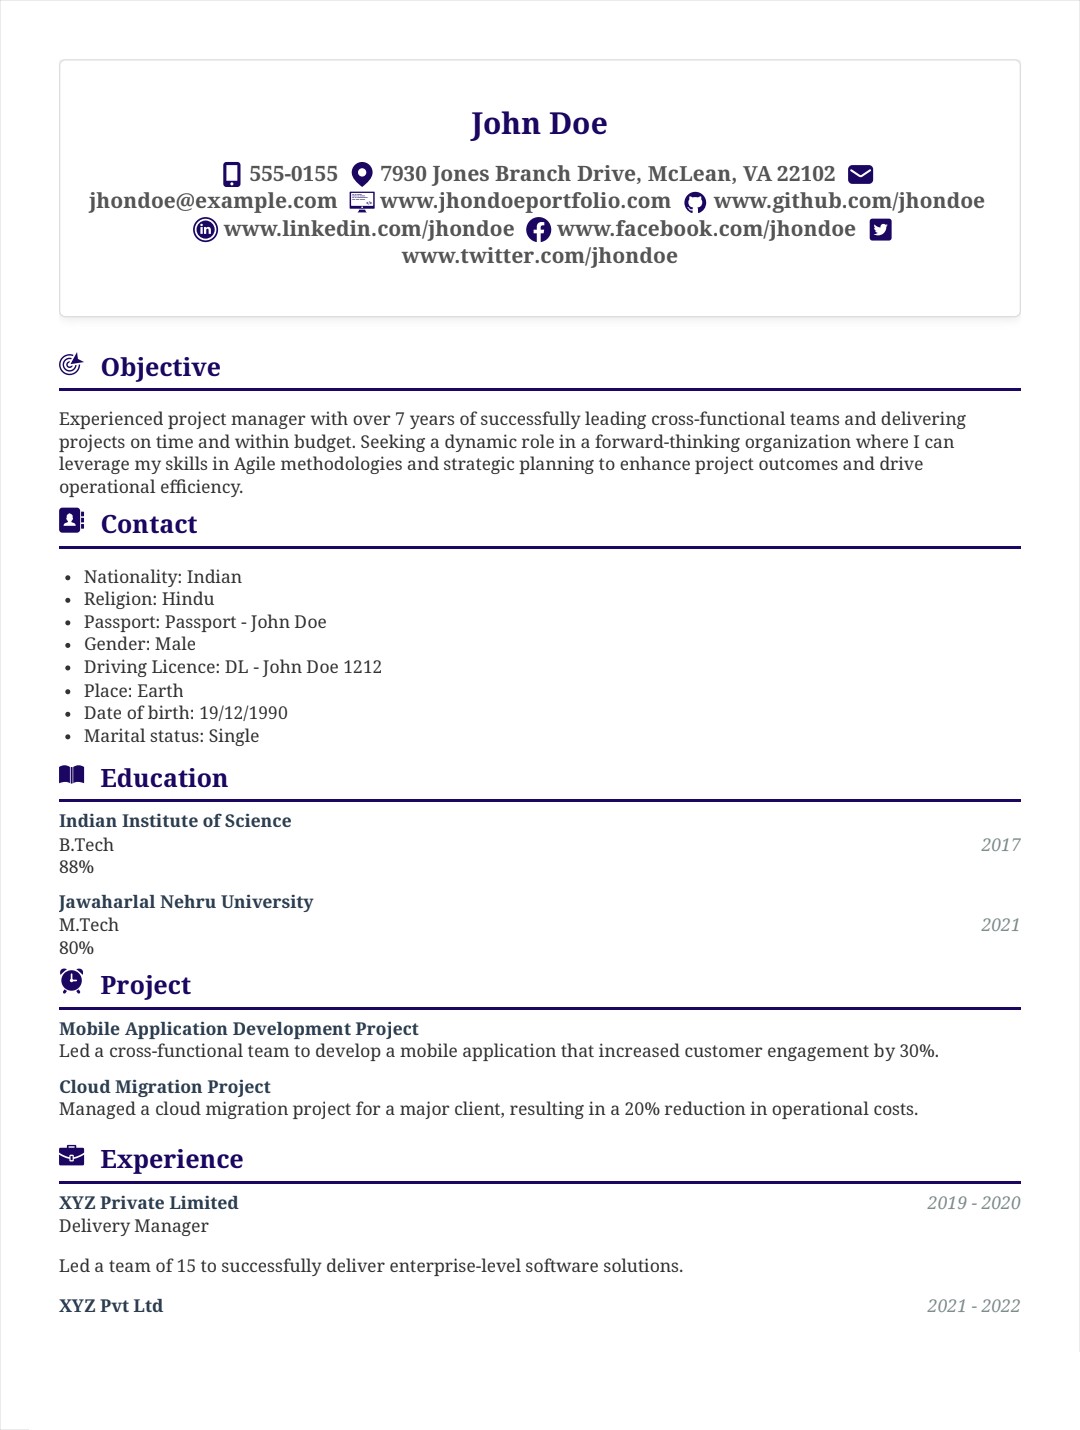 John Doe
555-0155 7930 Jones Branch Drive, McLean, VA 22102
jhondoe@example.com www.jhondoeportfolio.com www.github.com/jhondoe
www.linkedin.com/jhondoe www.facebook.com/jhondoe
www.twitter.com/jhondoe
Objective
Experienced project manager with over 7 years of successfully leading cross-functional teams and delivering
projects on time and within budget. Seeking a dynamic role in a forward-thinking organization where I can
leverage my skills in Agile methodologies and strategic planning to enhance project outcomes and drive
operational efficiency.
Contact
• Nationality: Indian
• Religion: Hindu
• Passport: Passport - John Doe
• Gender: Male
• Driving Licence: DL - John Doe 1212
• Place: Earth
• Date of birth: 19/12/1990
• Marital status: Single
Education
Indian Institute of Science
B.Tech 2017
88%
Jawaharlal Nehru University
M.Tech 2021
80%
Project
Mobile Application Development Project
Led a cross-functional team to develop a mobile application that increased customer engagement by 30%.
Cloud Migration Project
Managed a cloud migration project for a major client, resulting in a 20% reduction in operational costs.
Experience
XYZ Private Limited 2019 - 2020
Delivery Manager
Led a team of 15 to successfully deliver enterprise-level software solutions.
XYZ Pvt Ltd 2021 - 2022